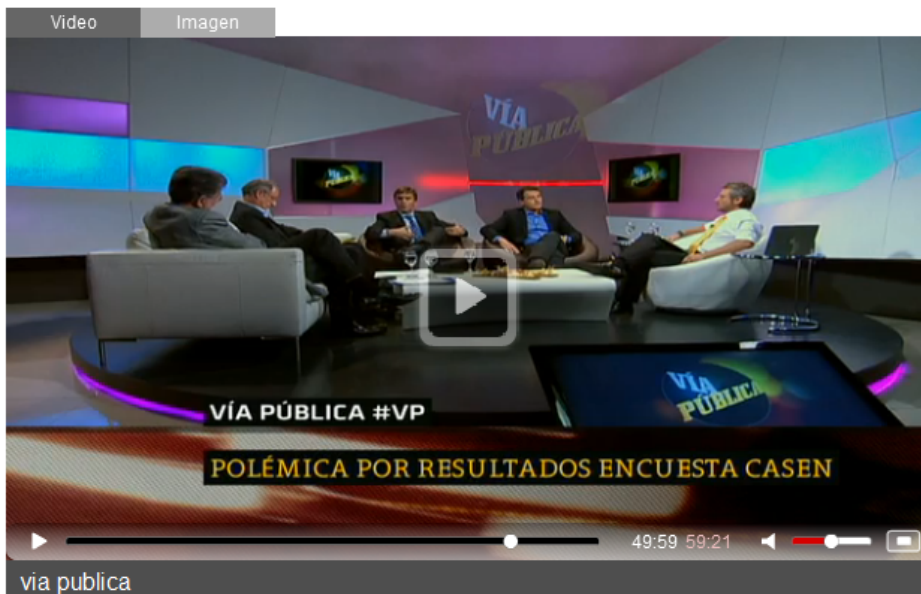 Video
Imagen
VÍA
PÚBLICA
VÍA
PÚBLICA
VÍA PÚBLICA #VP
POLÉMICA POR RESULTADOS ENCUESTA CASEN
49:59 59:21
via publica